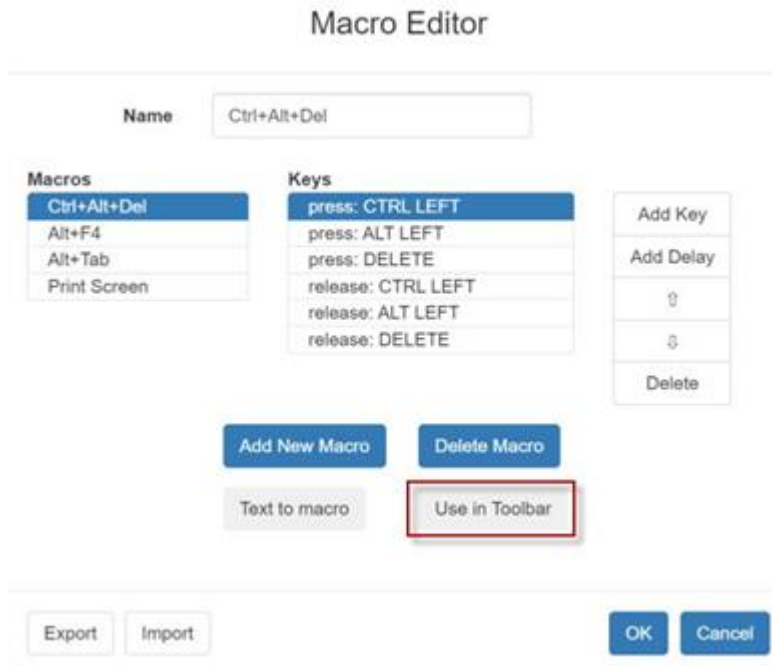 Macro Editor
Name Ctrl+Alt+Del
Macros
Ctrl+Alt+Del
Alt+F4
Alt+Tab
Print Screen
Keys
press: CTRL LEFT
press: ALT LEFT
press: DELETE
release: CTRL LEFT
release: ALT LEFT
release: DELETE
Add Key
Add Delay
⇧
⇩
Delete
Add New Macro Delete Macro
Text to macro Use in Toolbar
Export Import OK Cancel